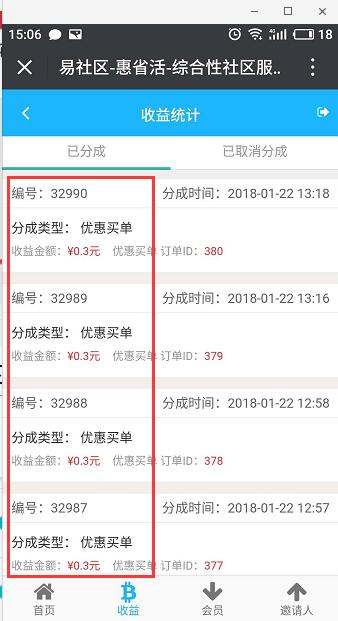 15:06 18
易社区-惠省活-综合性社区服..
收益统计
已分成 已取消分成
编号：32990 分成时间：2018-01-22 13:18
分成类型： 优惠买单
收益金额：¥0.3元 优惠买单 订单ID：380
编号：32989 分成时间：2018-01-22 13:16
分成类型： 优惠买单
收益金额：¥0.3元 优惠买单 订单ID：379
编号：32988 分成时间：2018-01-22 12:58
分成类型： 优惠买单
收益金额：¥0.3元 优惠买单 订单ID：378
编号：32987 分成时间：2018-01-22 12:57
分成类型： 优惠买单
收益金额：¥0.3元 优惠买单 订单ID：377
首页 收益 会员 邀请人